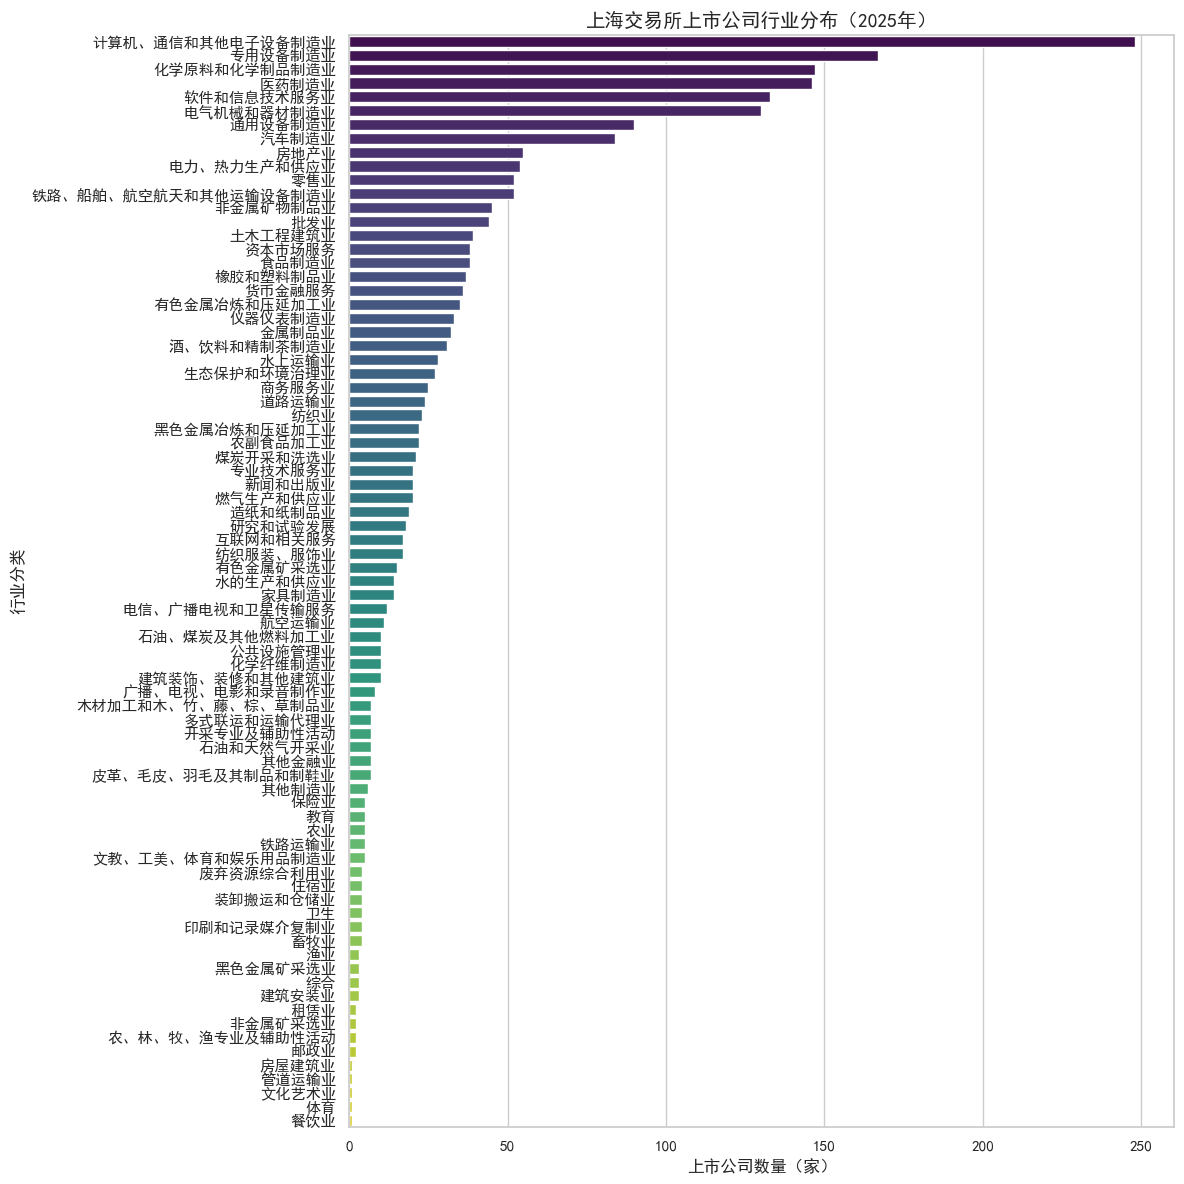 上海交易所上市公司行业分布（2025年）
计算机、通信和其他电子设备制造业
专用设备制造业
化学原料和化学制品制造业
医药制造业
软件和信息技术服务业
电气机械和器材制造业
通用设备制造业
汽车制造业
房地产业
电力、热力生产和供应业
零售业
铁路、船舶、航空航天和其他运输设备制造业
非金属矿物制品业
批发业
土木工程建筑业
资本市场服务
食品制造业
橡胶和塑料制品业
货币金融服务
有色金属冶炼和压延加工业
仪器仪表制造业
金属制品业
酒、饮料和精制茶制造业
水上运输业
生态保护和环境治理业
商务服务业
道路运输业
纺织业
黑色金属冶炼和压延加工业
农副食品加工业
煤炭开采和洗选业
专业技术服务业
新闻和出版业
燃气生产和供应业
造纸和纸制品业
研究和试验发展
互联网和相关服务
纺织服装、服饰业
有色金属矿采选业
水的生产和供应业
家具制造业
电信、广播电视和卫星传输服务
航空运输业
石油、煤炭及其他燃料加工业
公共设施管理业
化学纤维制造业
建筑装饰、装修和其他建筑业
广播、电视、电影和录音制作业
木材加工和木、竹、藤、棕、草制品业
多式联运和运输代理业
开采专业及辅助性活动
石油和天然气开采业
其他金融业
皮革、毛皮、羽毛及其制品和制鞋业
其他制造业
保险业
教育
农业
铁路运输业
文教、工美、体育和娱乐用品制造业
废弃资源综合利用业
住宿业
装卸搬运和仓储业
卫生
印刷和记录媒介复制业
畜牧业
渔业
黑色金属矿采选业
综合
建筑安装业
租赁业
非金属矿采选业
农、林、牧、渔专业及辅助性活动
邮政业
房屋建筑业
管道运输业
文化艺术业
体育
餐饮业
行业分类
0 50 100 150 200 250
上市公司数量（家）